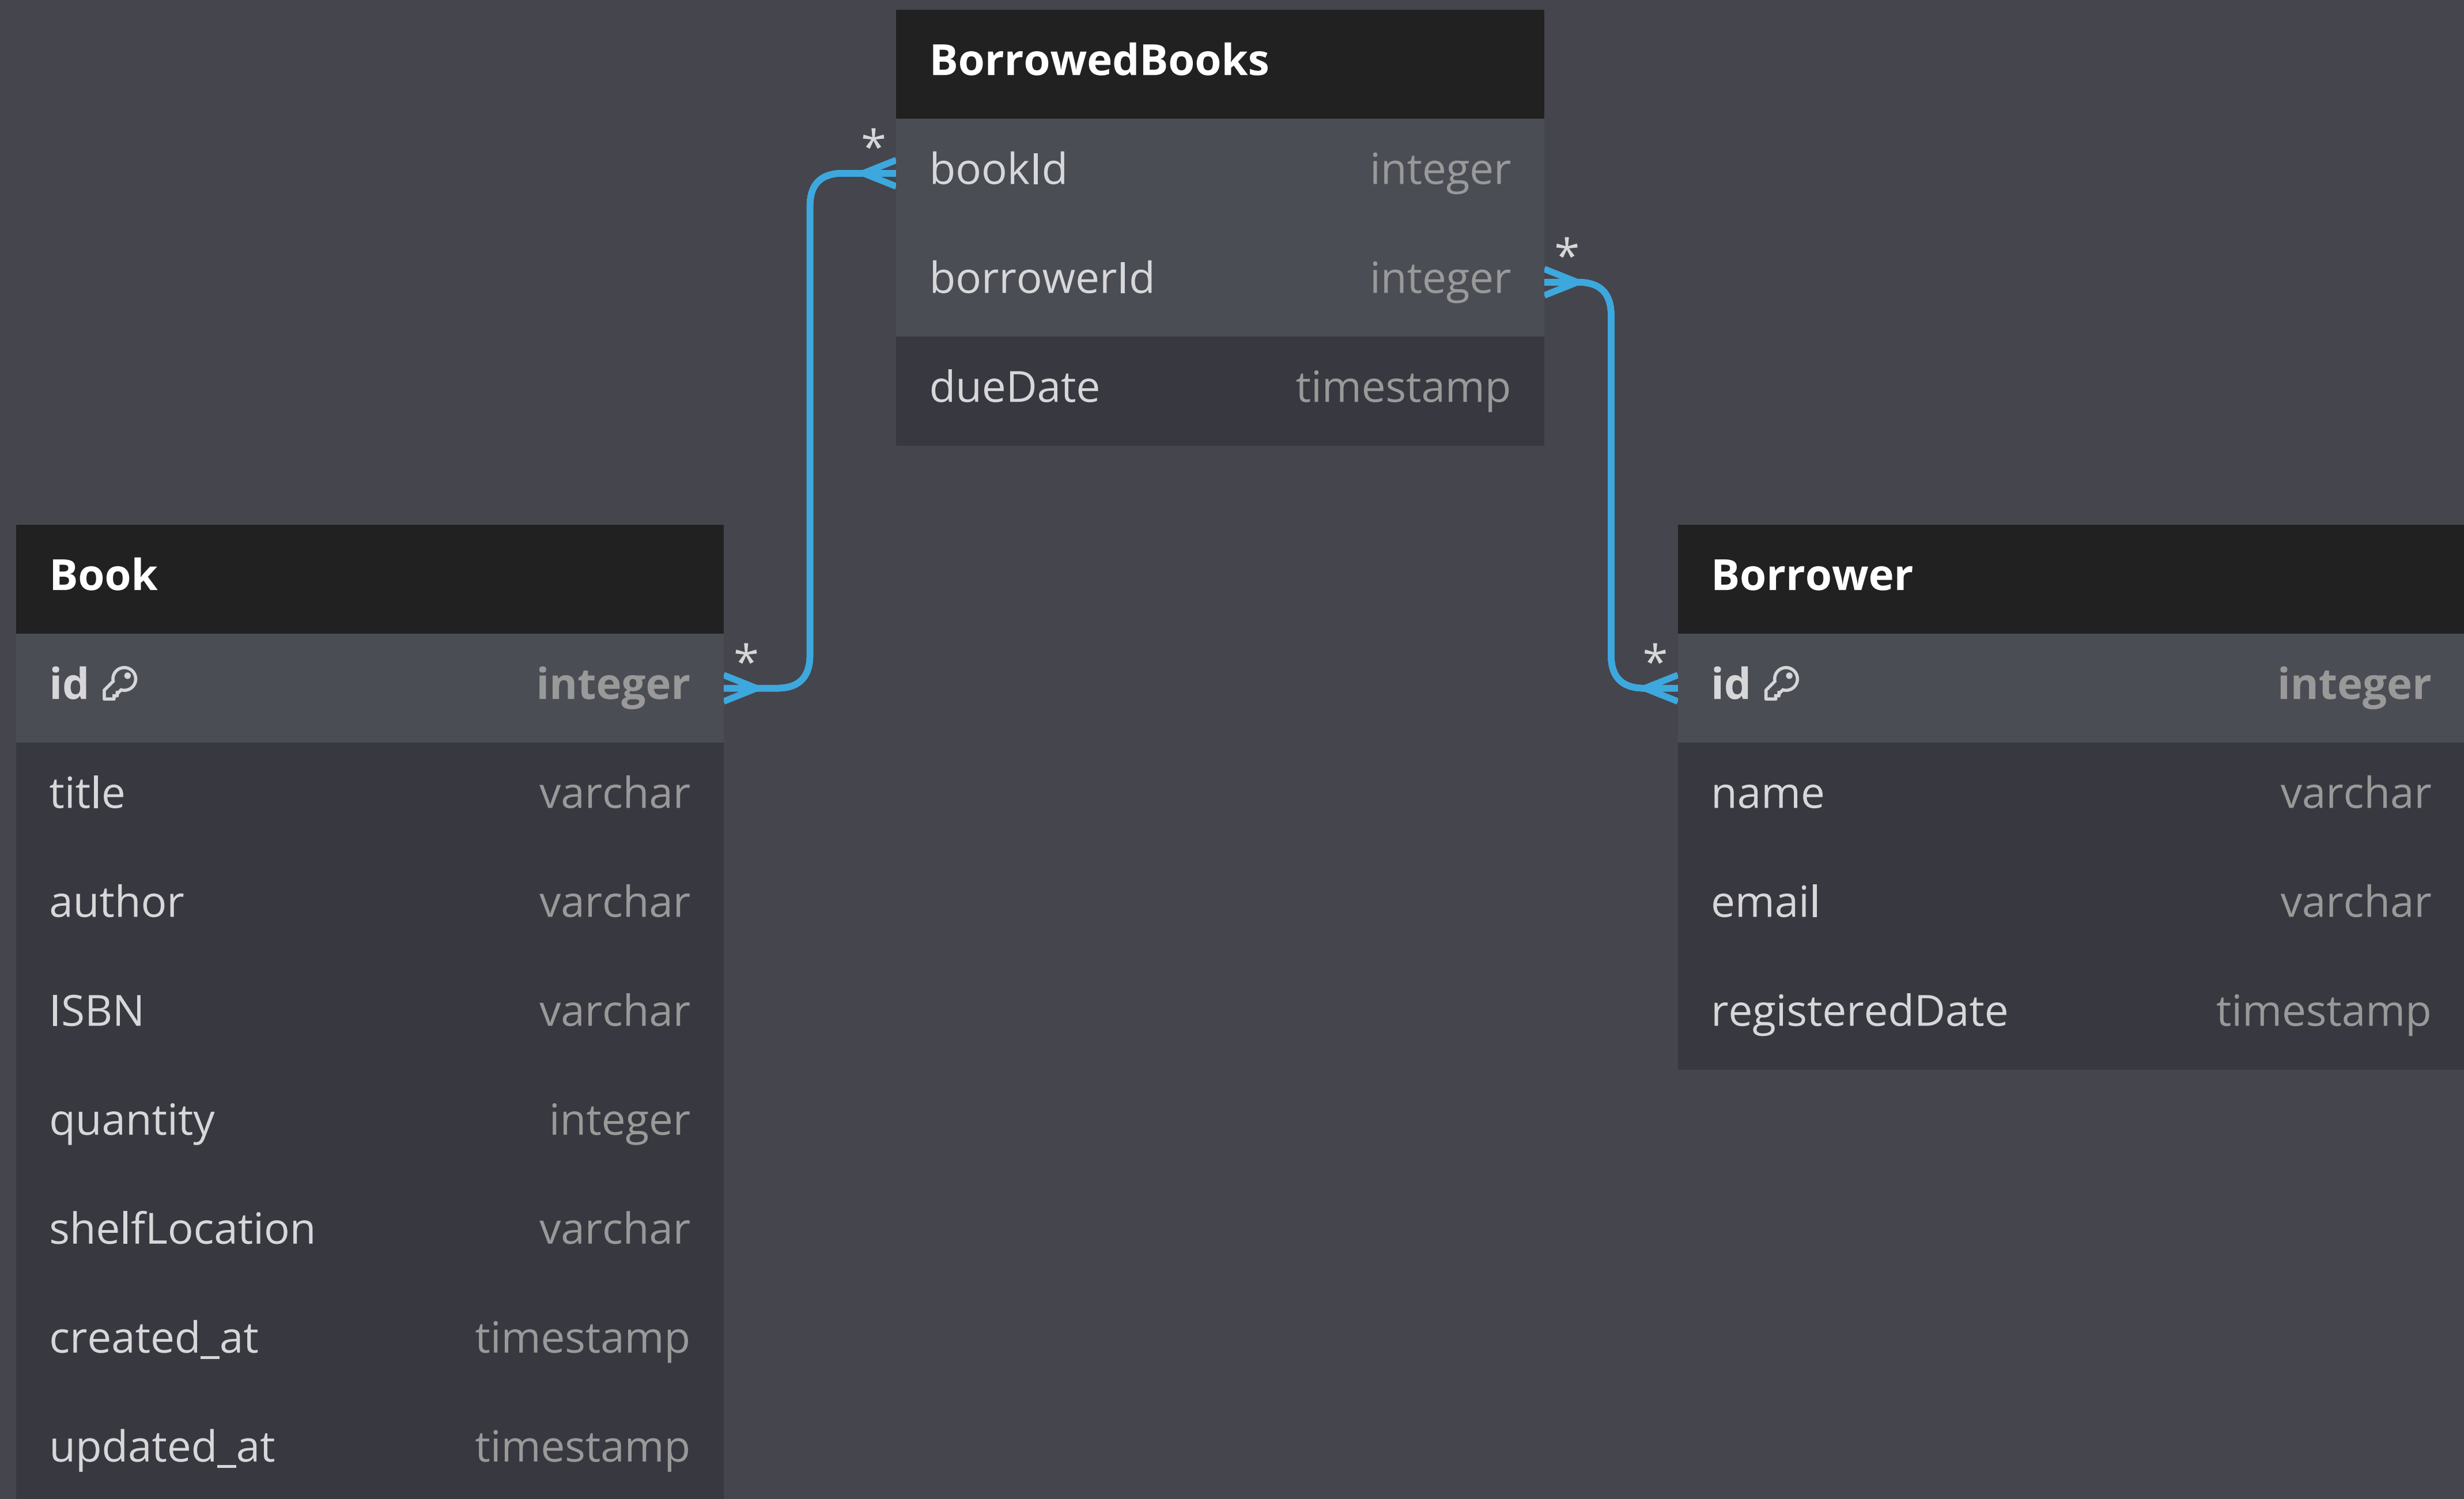 BorrowedBooks
* bookId integer
borrowerId integer *
dueDate timestamp
Book
id integer *
title varchar
author varchar
ISBN varchar
quantity integer
shelfLocation varchar
created_at timestamp
updated_at timestamp
Borrower
* id integer
name varchar
email varchar
registeredDate timestamp